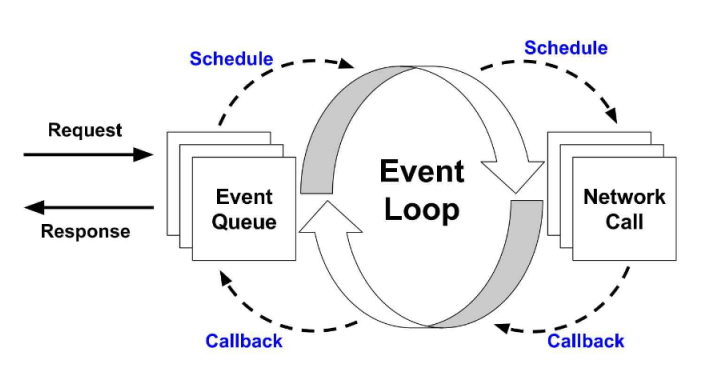 Schedule
Schedule
Request
Event
Queue
Event
Loop
Network
Call
Response
Callback
Callback